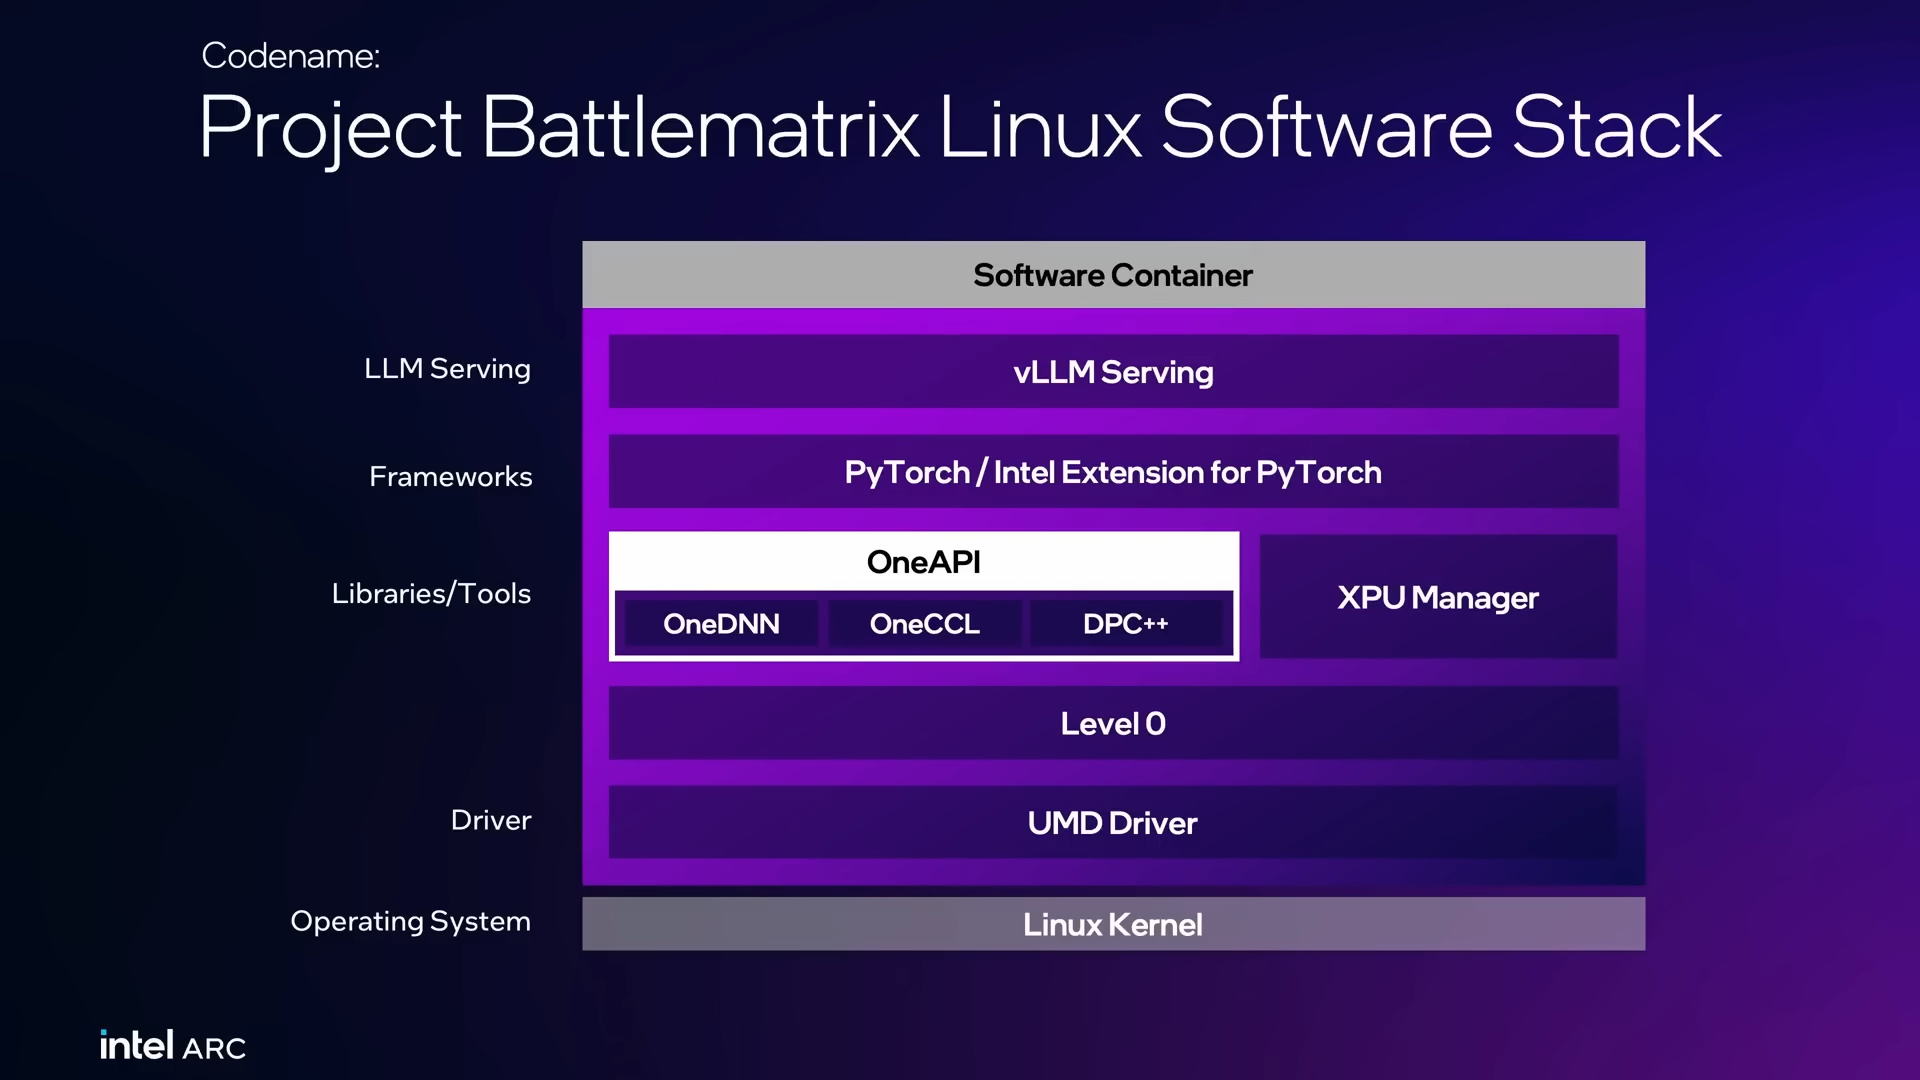 Codename:
Project Battlematrix Linux Software Stack
Software Container
LLM Serving
vLLM Serving
Frameworks
PyTorch / Intel Extension for PyTorch
Libraries/Tools
OneAPI
OneDNN
OneCCL
DPC++
XPU Manager
Level 0
Driver
UMD Driver
Operating System
Linux Kernel
intel ARC